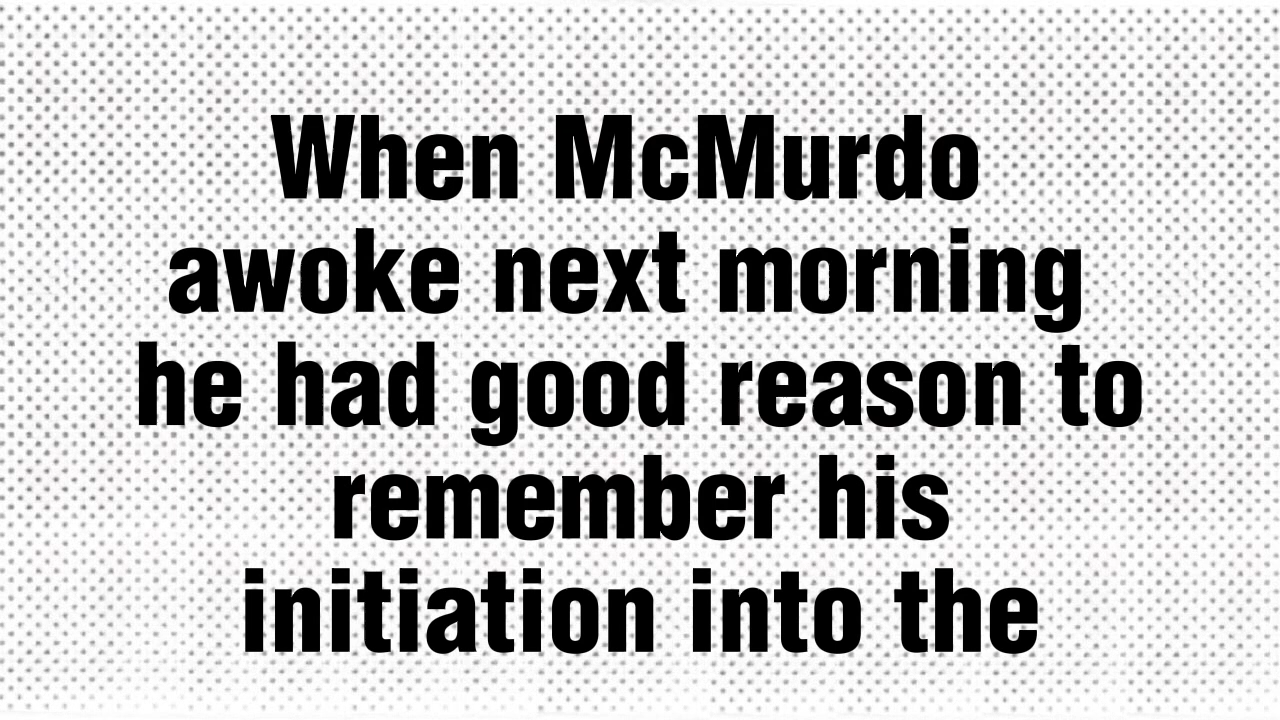 When McMurdo
awoke next morning
he had good reason to
remember his
initiation into the